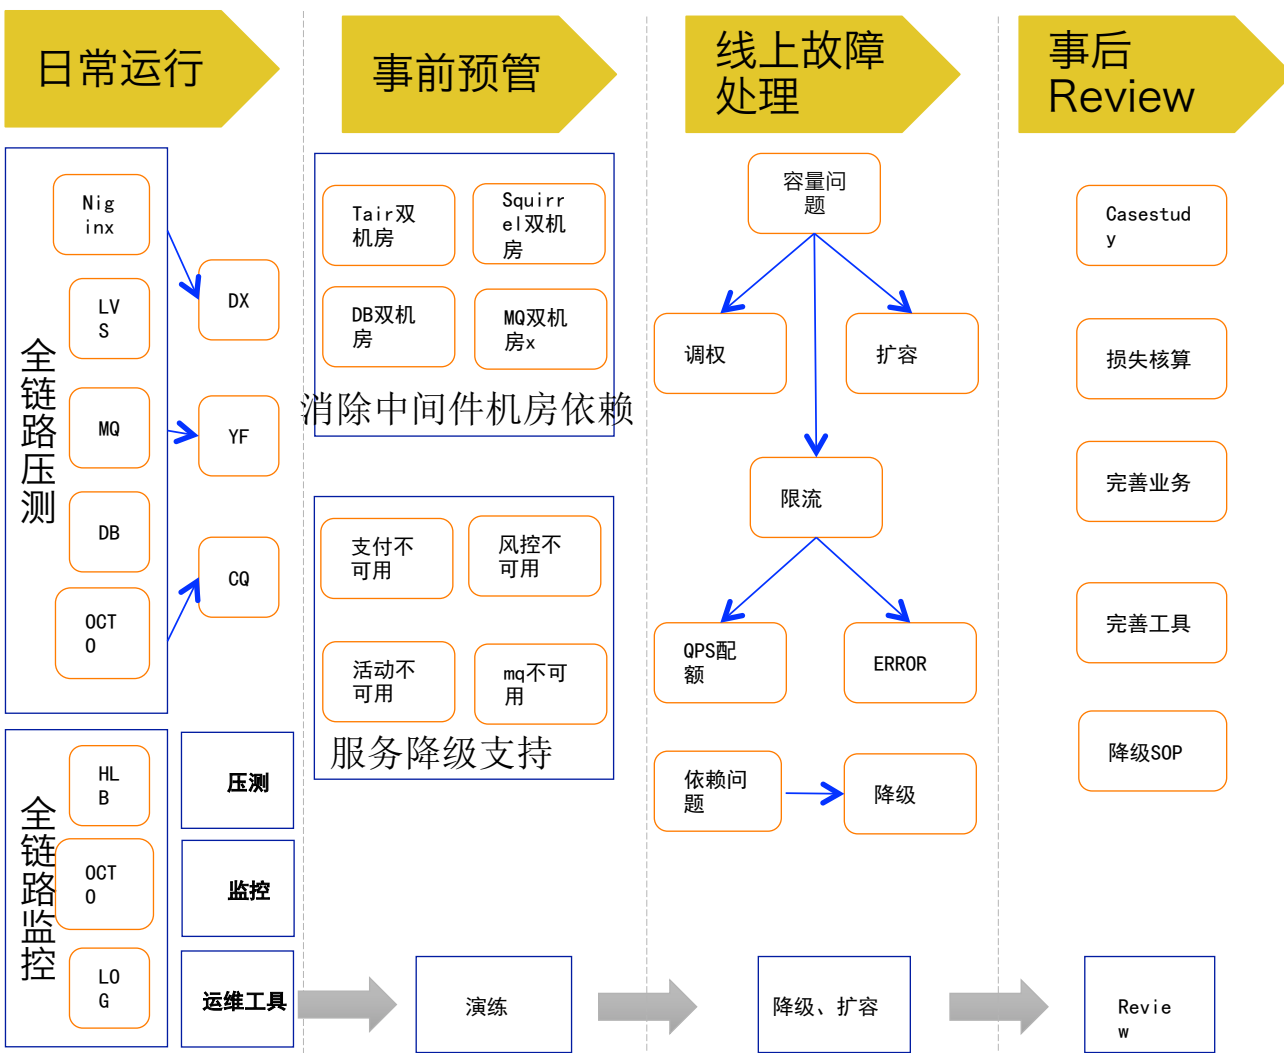 日常运行
事前预管
线上故障
处理
事后
Review
全链路压测
Nig
inx
LV
S
MQ
DB
OCT
O
DX
YF
CQ
全链路监控
HL
B
OCT
O
LO
G
压测
监控
运维工具
Tair双
机房
Squirr
el双机
房
DB双机
房
MQ双机
房x
消除中间件机房依赖
支付不
可用
风控不
可用
活动不
可用
mq不可
用
服务降级支持
演练
容量问
题
调权
扩容
限流
QPS配
额
ERROR
依赖问
题
降级
降级、扩容
Casestud
y
损失核算
完善业务
完善工具
降级SOP
Revie
w